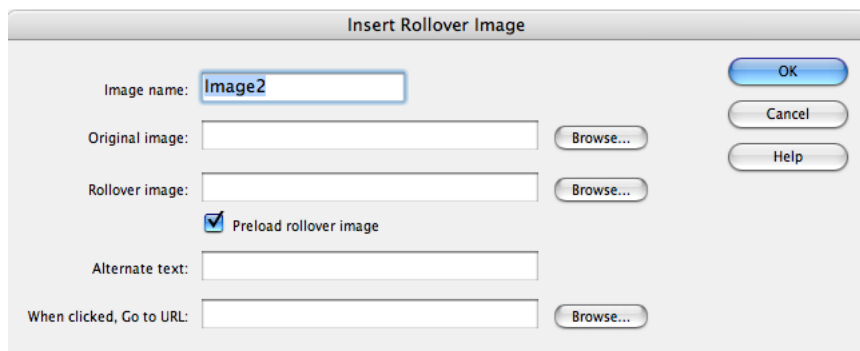 Insert Rollover Image
Image name: Image2
OK
Cancel
Original image: Browse...
Help
Rollover image: Browse...
Preload rollover image
Alternate text:
When clicked, Go to URL: Browse...